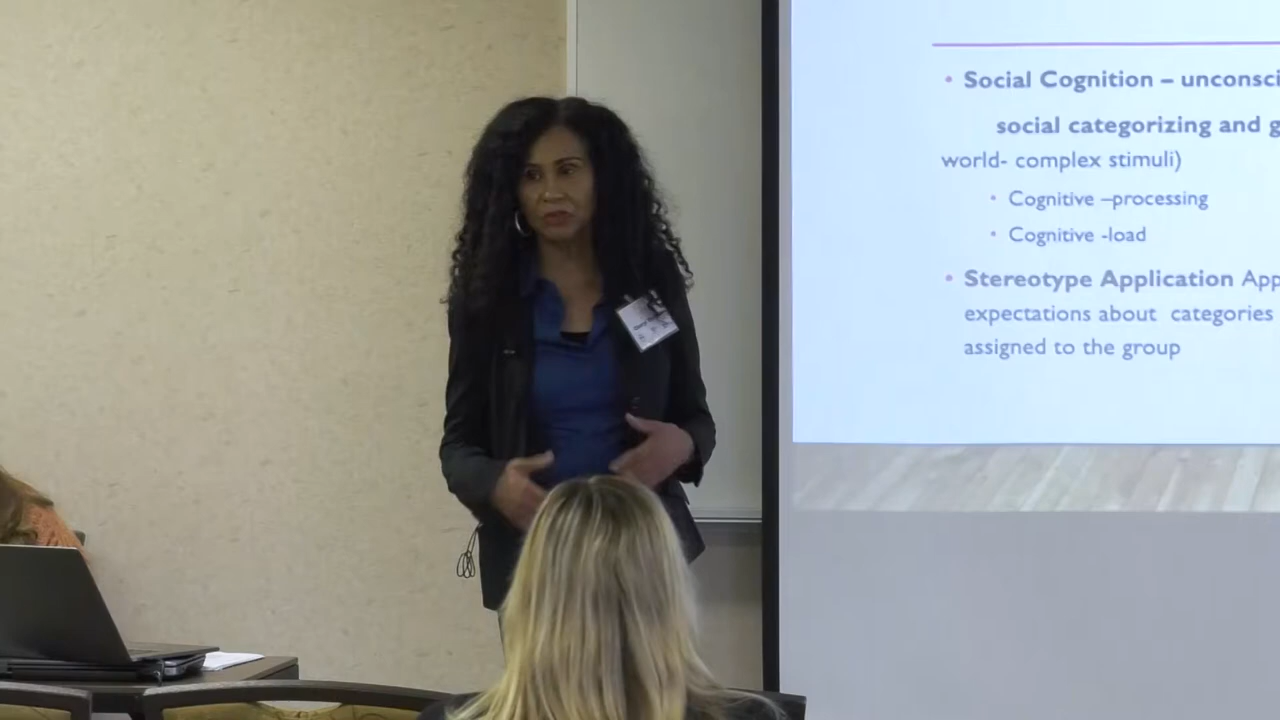 • Social Cognition – unconsci
social categorizing and g
world- complex stimuli)
• Cognitive –processing
• Cognitive -load
• Stereotype Application App
expectations about categories
assigned to the group